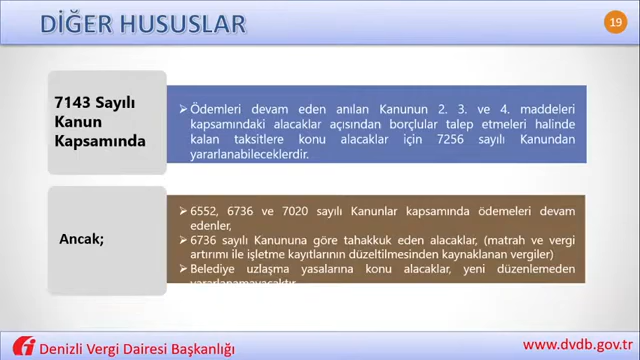 DİĞER HUSUSLAR
19
7143 Sayılı
Kanun
Kapsamında
➢Ödemleri devam eden anılan Kanunun 2. 3. ve 4. maddeleri
kapsamındaki alacaklar açısından borçlular talep etmeleri halinde
kalan taksitlere konu alacaklar için 7256 sayılı Kanundan
yararlanabileceklerdir.
Ancak;
➢6552, 6736 ve 7020 sayılı Kanunlar kapsamında ödemeleri devam
edenler,
➢6736 sayılı Kanununa göre tahakkuk eden alacaklar, (matrah ve vergi
artırımı ile işletme kayıtlarının düzeltilmesinden kaynaklanan vergiler)
➢Belediye uzlaşma yasalarına konu alacaklar, yeni düzenlemeden
yararlanamayacaktır.
Denizli Vergi Dairesi Başkanlığı
www.dvdb.gov.tr